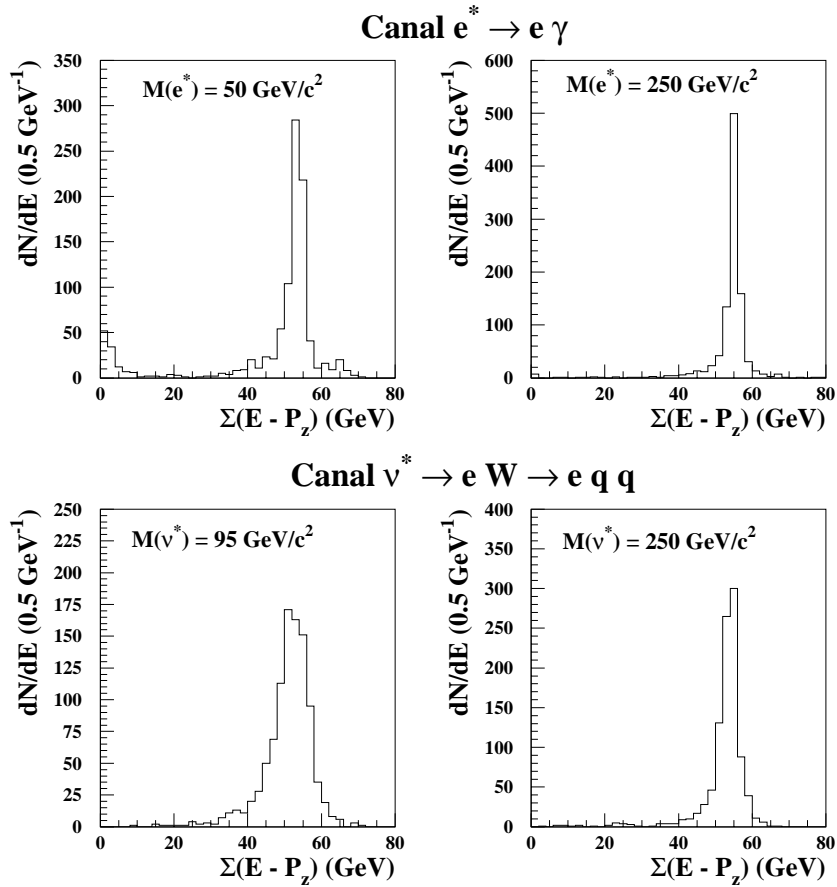 Canal e* → e γ
M(e*) = 50 GeV/c²
dN/dE (0.5 GeV⁻¹)
350
300
250
200
150
100
50
0
0 20 40 60 80
Σ(E - P_z) (GeV)
M(e*) = 250 GeV/c²
dN/dE (0.5 GeV⁻¹)
600
500
400
300
200
100
0
0 20 40 60 80
Σ(E - P_z) (GeV)
Canal ν* → e W → e q q
M(ν*) = 95 GeV/c²
dN/dE (0.5 GeV⁻¹)
250
225
200
175
150
125
100
75
50
25
0
0 20 40 60 80
Σ(E - P_z) (GeV)
M(ν*) = 250 GeV/c²
dN/dE (0.5 GeV⁻¹)
400
350
300
250
200
150
100
50
0
0 20 40 60 80
Σ(E - P_z) (GeV)